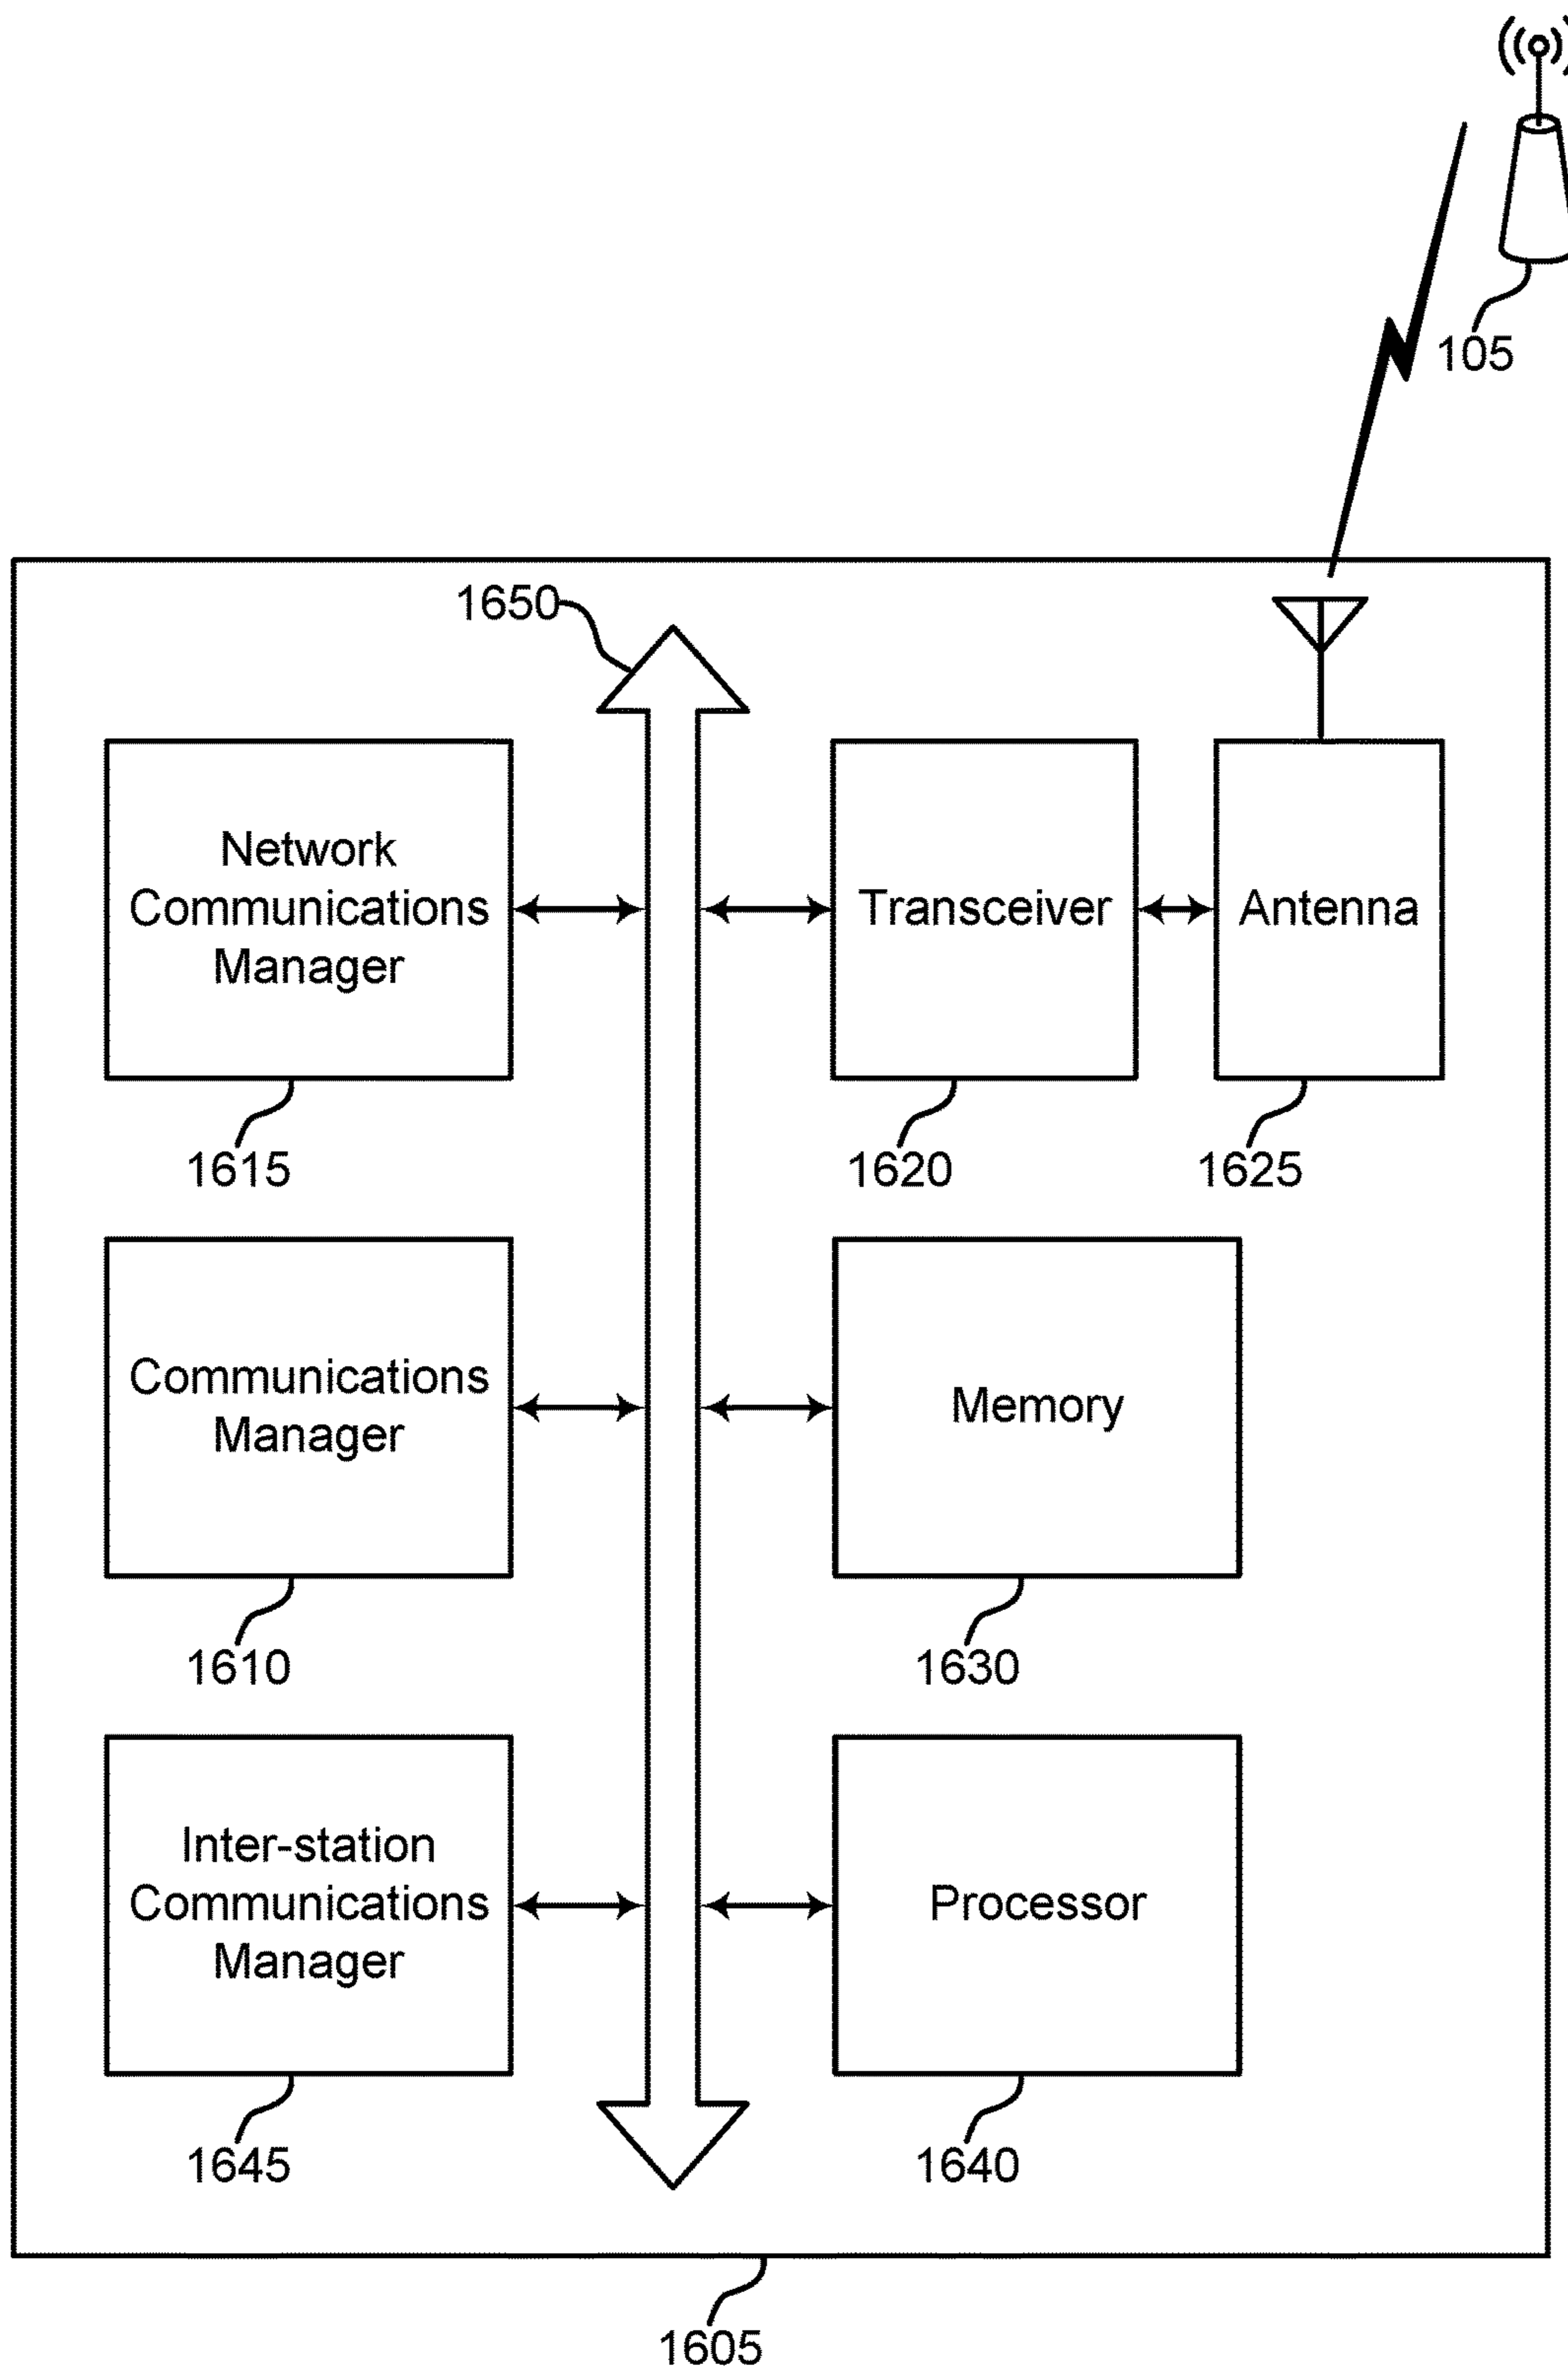 105
1650
Network
Communications
Manager
Transceiver
Antenna
1615
1620
1625
Communications
Manager
Memory
1610
1630
Inter-station
Communications
Manager
Processor
1645
1640
1605